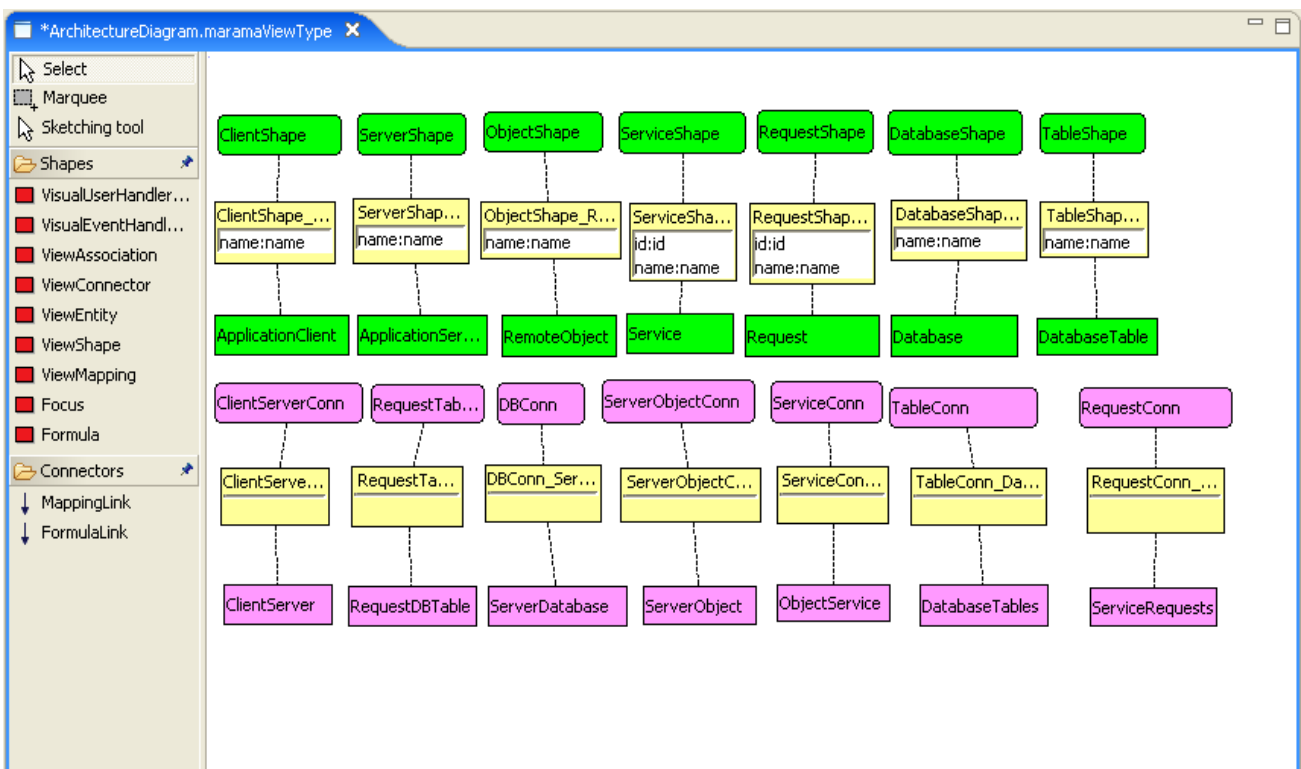 *ArchitectureDiagram.maramaViewType
Select
Marquee
Sketching tool
Shapes
VisualUserHandler...
VisualEventHandl...
ViewAssociation
ViewConnector
ViewEntity
ViewShape
ViewMapping
Focus
Formula
Connectors
MappingLink
FormulaLink
ClientShape
ServerShape
ObjectShape
ServiceShape
RequestShape
DatabaseShape
TableShape
ClientShape_...
name:name
ServerShap...
name:name
ObjectShape_R...
name:name
ServiceSha...
id:id
name:name
RequestShap...
id:id
name:name
DatabaseShap...
name:name
TableShap...
name:name
ApplicationClient
ApplicationSer...
RemoteObject
Service
Request
Database
DatabaseTable
ClientServerConn
RequestTab...
DBConn
ServerObjectConn
ServiceConn
TableConn
RequestConn
ClientServe...
RequestTa...
DBConn_Ser...
ServerObjectC...
ServiceCon...
TableConn_Da...
RequestConn_...
ClientServer
RequestDBTable
ServerDatabase
ServerObject
ObjectService
DatabaseTables
ServiceRequests